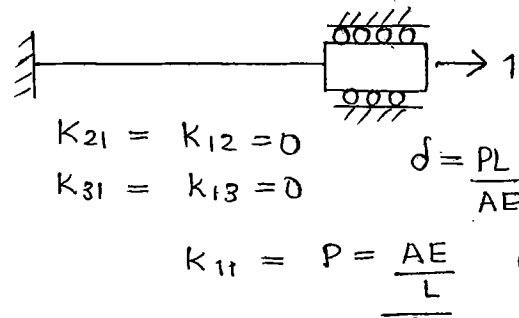 1
K21 = K12 = 0
K31 = K13 = 0
d = PL / AE
K11 = P = AE / L